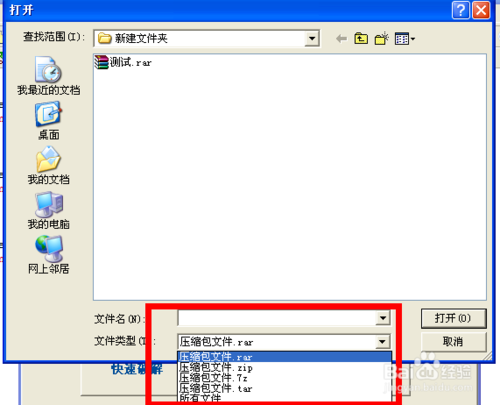 打开
查找范围(I):
新建文件夹
测试.rar
我最近的文档
桌面
我的文档
我的电脑
网上邻居
文件名(N):
打开(O)
文件类型(T):
压缩包文件.rar
取消
压缩包文件.rar
压缩包文件.zip
压缩包文件.7z
压缩包文件.tar
所有文件
快速破解
Bai 经验